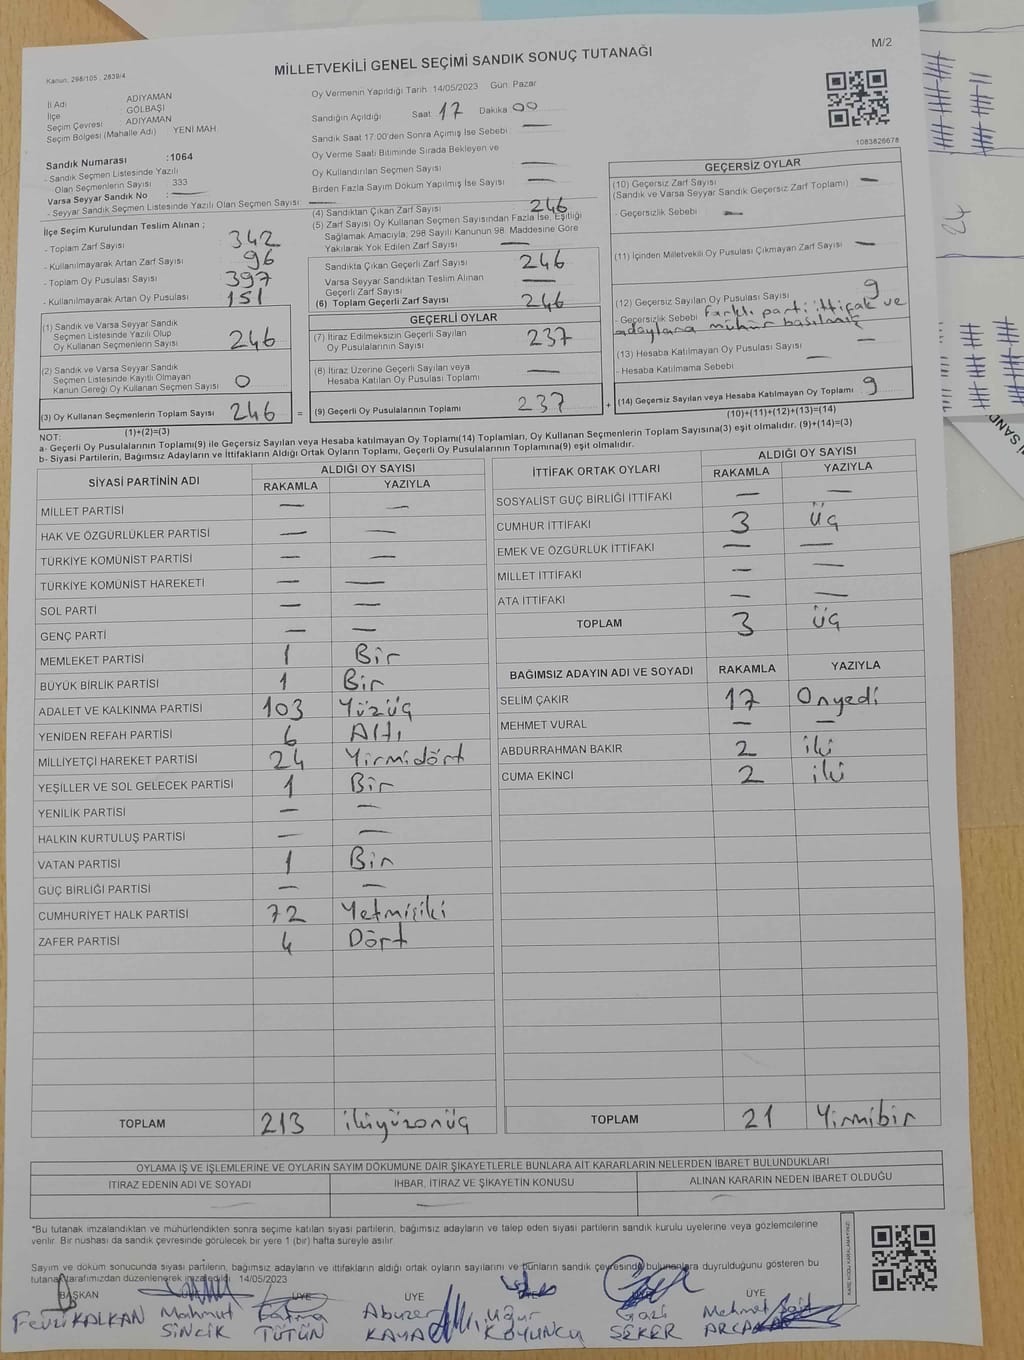 M/2
MİLLETVEKİLİ GENEL SEÇİMİ SANDIK SONUÇ TUTANAĞI
Kanun: 298/105 , 2839/4
İl Adı : ADIYAMAN
İlçe : GÖLBAŞI
Seçim Çevresi : ADIYAMAN
Seçim Bölgesi (Mahalle Adı) YENİ MAH.
Oy Vermenin Yapıldığı Tarih: 14/05/2023 Gün: Pazar
Sandığın Açıldığı Saat 17 Dakika 00
Sandık Saat 17:00'den Sonra Açımış İse Sebebi : —
Oy Verme Saati Bitiminde Sırada Bekleyen ve
Oy Kullandırılan Seçmen Sayısı —
Birden Fazla Sayım Döküm Yapılmış İse Sayısı —
1083826678
Sandık Numarası :1064
- Sandık Seçmen Listesinde Yazılı
Olan Seçmenlerin Sayısı : 333
Varsa Seyyar Sandık No : —
- Seyyar Sandık Seçmen Listesinde Yazılı Olan Seçmen Sayısı : —
İlçe Seçim Kurulundan Teslim Alınan ;
- Toplam Zarf Sayısı : 342
- Kullanılmayarak Artan Zarf Sayısı : 96
- Toplam Oy Pusulası Sayısı : 397
- Kullanılmayarak Artan Oy Pusulası : 151
(1) Sandık ve Varsa Seyyar Sandık
Seçmen Listesinde Yazılı Olup
Oy Kullanan Seçmenlerin Sayısı 246
(2) Sandık ve Varsa Seyyar Sandık
Seçmen Listesinde Kayıtlı Olmayan
Kanun Gereği Oy Kullanan Seçmen Sayısı 0
(3) Oy Kullanan Seçmenlerin Toplam Sayısı 246
(1)+(2)=(3)
(4) Sandıktan Çıkan Zarf Sayısı 246
(5) Zarf Sayısı Oy Kullanan Seçmen Sayısından Fazla İse, Eşitliği
Sağlamak Amacıyla; 298 Sayılı Kanunun 98. Maddesine Göre
Yakılarak Yok Edilen Zarf Sayısı —
Sandıkta Çıkan Geçerli Zarf Sayısı 246
Varsa Seyyar Sandıktan Teslim Alınan
Geçerli Zarf Sayısı —
(6) Toplam Geçerli Zarf Sayısı 246
GEÇERLİ OYLAR
(7) İtiraz Edilmeksizin Geçerli Sayılan
Oy Pusulalarının Sayısı 237
(8) İtiraz Üzerine Geçerli Sayılan veya
Hesaba Katılan Oy Pusulası Toplamı —
= (9) Geçerli Oy Pusulalarının Toplamı 237 +
GEÇERSİZ OYLAR
(10) Geçersiz Zarf Sayısı —
(Sandık ve Varsa Seyyar Sandık Geçersiz Zarf Toplamı)
- Geçersizlik Sebebi : —
(11) İçinden Milletvekili Oy Pusulası Çıkmayan Zarf Sayısı —
(12) Geçersiz Sayılan Oy Pusulası Sayısı 9
- Geçersizlik Sebebi : Farklı parti ittifak ve
adaylara mühür basılmış
(13) Hesaba Katılmayan Oy Pusulası Sayısı —
- Hesaba Katılmama Sebebi : —
(14) Geçersiz Sayılan veya Hesaba Katılmayan Oy Toplamı 9
(10)+(11)+(12)+(13)=(14)
NOT:
a- Geçerli Oy Pusulalarının Toplamı(9) ile Geçersiz Sayılan veya Hesaba katılmayan Oy Toplamı(14) Toplamları, Oy Kullanan Seçmenlerin Toplam Sayısına(3) eşit olmalıdır. (9)+(14)=(3)
b- Siyasi Partilerin, Bağımsız Adayların ve İttifakların Aldığı Ortak Oyların Toplamı, Geçerli Oy Pusulalarının Toplamına(9) eşit olmalıdır.
SİYASİ PARTİNİN ADI ALDIĞI OY SAYISI
RAKAMLA YAZIYLA
MİLLET PARTİSİ — —
HAK VE ÖZGÜRLÜKLER PARTİSİ — —
TÜRKİYE KOMÜNİST PARTİSİ — —
TÜRKİYE KOMÜNİST HAREKETİ — —
SOL PARTİ — —
GENÇ PARTİ — —
MEMLEKET PARTİSİ 1 Bir
BÜYÜK BİRLİK PARTİSİ 1 Bir
ADALET VE KALKINMA PARTİSİ 103 Yüzüç
YENİDEN REFAH PARTİSİ 6 Altı
MİLLİYETÇİ HAREKET PARTİSİ 24 Yirmidört
YEŞİLLER VE SOL GELECEK PARTİSİ 1 Bir
YENİLİK PARTİSİ — —
HALKIN KURTULUŞ PARTİSİ — —
VATAN PARTİSİ 1 Bir
GÜÇ BİRLİĞİ PARTİSİ — —
CUMHURİYET HALK PARTİSİ 72 Yetmişiki
ZAFER PARTİSİ 4 Dört
TOPLAM 213 ikiyüzonüç
İTTİFAK ORTAK OYLARI ALDIĞI OY SAYISI
RAKAMLA YAZIYLA
SOSYALİST GÜÇ BİRLİĞİ İTTİFAKI — —
CUMHUR İTTİFAKI 3 Üç
EMEK VE ÖZGÜRLÜK İTTİFAKI — —
MİLLET İTTİFAKI — —
ATA İTTİFAKI — —
TOPLAM 3 Üç
BAĞIMSIZ ADAYIN ADI VE SOYADI RAKAMLA YAZIYLA
SELİM ÇAKIR 17 Onyedi
MEHMET VURAL — —
ABDURRAHMAN BAKIR 2 iki
CUMA EKİNCİ 2 iki
TOPLAM 21 Yirmibir
OYLAMA İŞ VE İŞLEMLERİNE VE OYLARIN SAYIM DÖKÜMÜNE DAİR ŞİKAYETLERLE BUNLARA AİT KARARLARIN NELERDEN İBARET BULUNDUKLARI
İTİRAZ EDENİN ADI VE SOYADI İHBAR, İTİRAZ VE ŞİKAYETİN KONUSU ALINAN KARARIN NEDEN İBARET OLDUĞU
— — —
*Bu tutanak imzalandıktan ve mühürlendikten sonra seçime katılan siyasi partilerin, bağımsız adayların ve talep eden siyasi partilerin sandık kurulu üyelerine veya gözlemcilerine
verilir. Bir nüshası da sandık çevresinde görülecek bir yere 1 (bir) hafta süreyle asılır.
Sayım ve döküm sonucunda siyasi partilerin, bağımsız adayların ve ittifakların aldığı ortak oyların sayılarını ve bunların sandık çevresinde bulunanlara duyurulduğunu gösteren bu
tutanak tarafımızdan düzenlenerek imzaledildi. 14/05/2023
BAŞKAN ÜYE ÜYE ÜYE
Fevzi KALKAN
Mahmut SİNCİK
Fatma TÜTÜN
Abuzer KAYA
Uğur KOYUNCU
Gazi ŞEKER
Mehmet
24